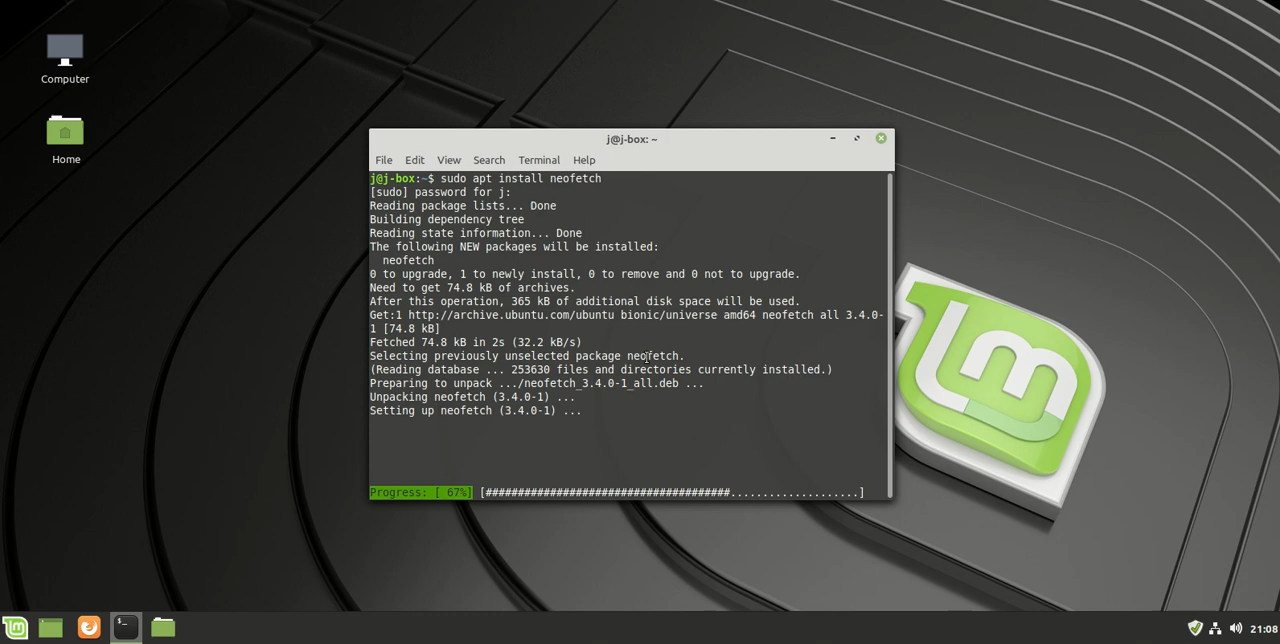 Computer
Home
j@j-box: ~
File Edit View Search Terminal Help
j@j-box:~$ sudo apt install neofetch
[sudo] password for j:
Reading package lists... Done
Building dependency tree
Reading state information... Done
The following NEW packages will be installed:
  neofetch
0 to upgrade, 1 to newly install, 0 to remove and 0 not to upgrade.
Need to get 74.8 kB of archives.
After this operation, 365 kB of additional disk space will be used.
Get:1 http://archive.ubuntu.com/ubuntu bionic/universe amd64 neofetch all 3.4.0-
1 [74.8 kB]
Fetched 74.8 kB in 2s (32.2 kB/s)
Selecting previously unselected package neofetch.
(Reading database ... 253630 files and directories currently installed.)
Preparing to unpack .../neofetch_3.4.0-1_all.deb ...
Unpacking neofetch (3.4.0-1) ...
Setting up neofetch (3.4.0-1) ...
Progress: [ 67%] [######################################....................]
$_
21:08